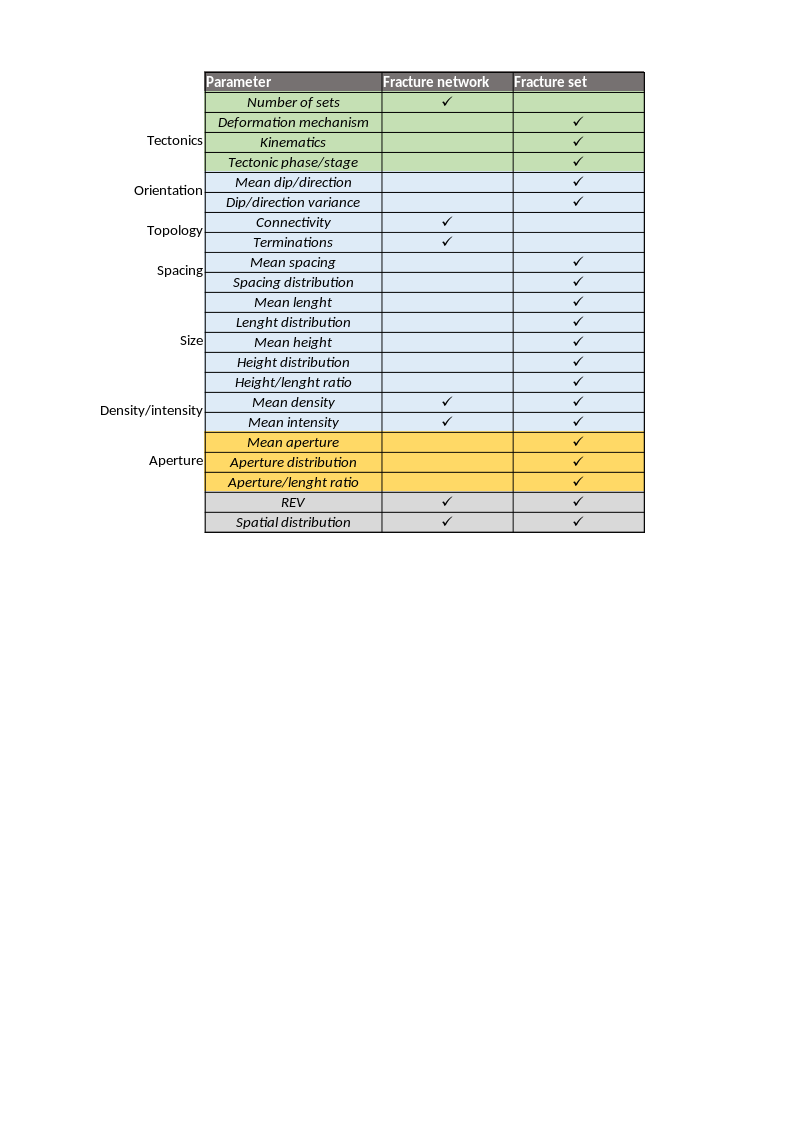 Parameter Fracture network Fracture set
Number of sets ✓
Deformation mechanism ✓
Tectonics
Kinematics ✓
Tectonic phase/stage ✓
Orientation
Mean dip/direction ✓
Dip/direction variance ✓
Topology
Connectivity ✓
Terminations ✓
Spacing
Mean spacing ✓
Spacing distribution ✓
Mean lenght ✓
Lenght distribution ✓
Size
Mean height ✓
Height distribution ✓
Height/lenght ratio ✓
Density/intensity
Mean density ✓ ✓
Mean intensity ✓ ✓
Mean aperture ✓
Aperture
Aperture distribution ✓
Aperture/lenght ratio ✓
REV ✓ ✓
Spatial distribution ✓ ✓